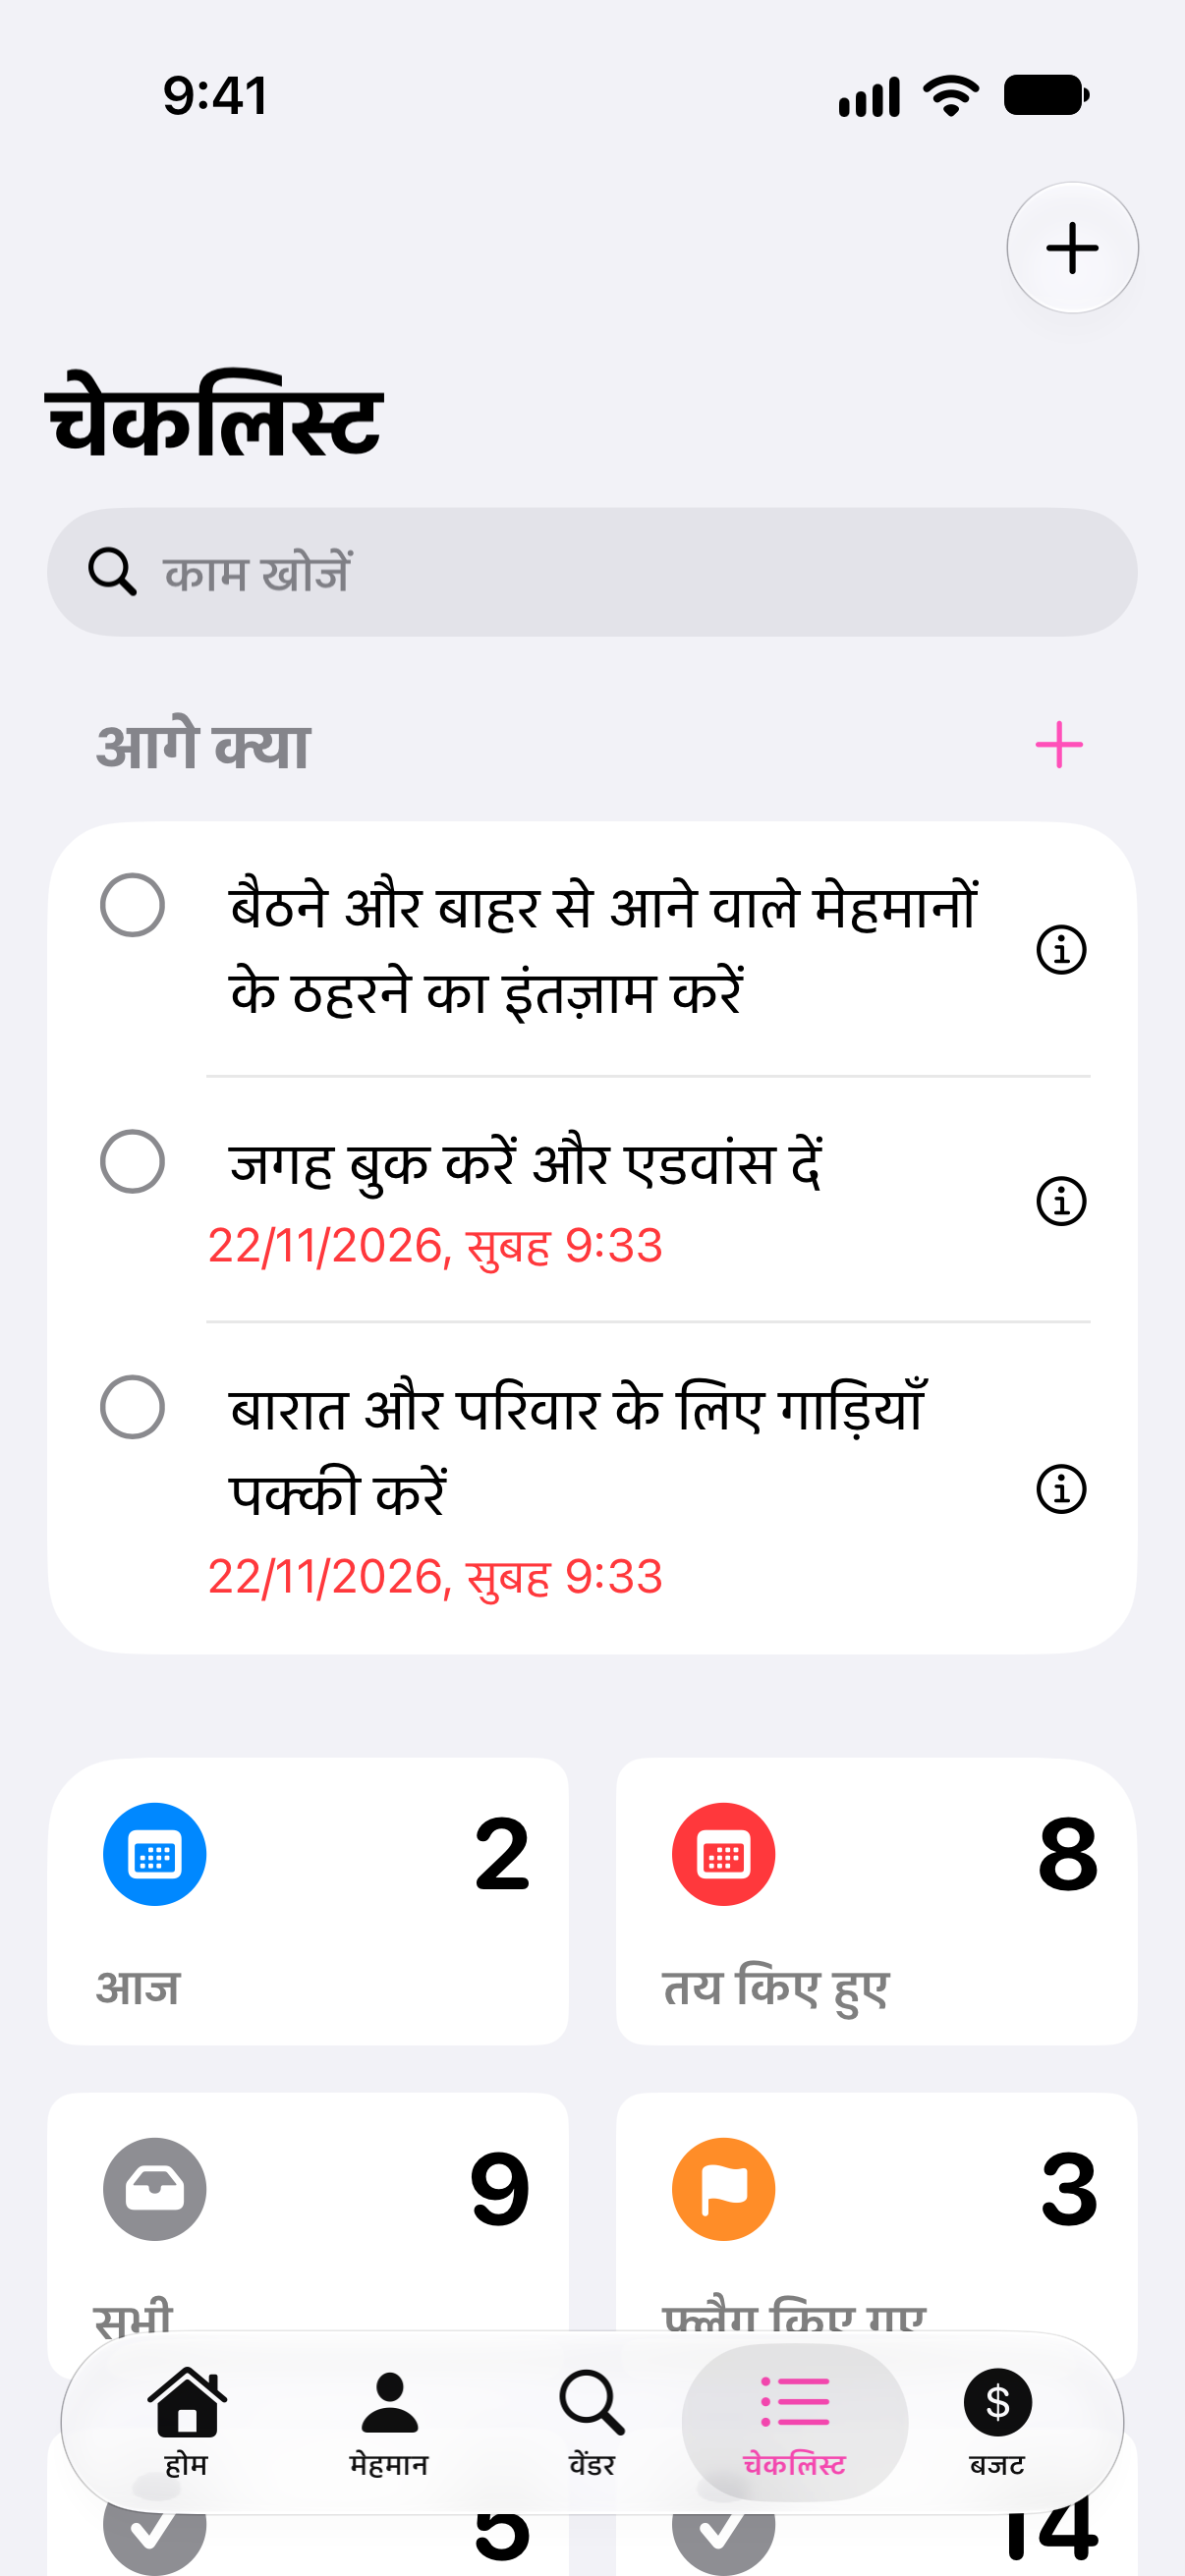 9:41
चेकलिस्ट
काम खोजें
आगे क्या
बैठने और बाहर से आने वाले मेहमानों
के ठहरने का इंतज़ाम करें
जगह बुक करें और एडवांस दें
22/11/2026, सुबह 9:33
बारात और परिवार के लिए गाड़ियाँ
पक्की करें
22/11/2026, सुबह 9:33
2
8
आज
तय किए हुए
9
3
सभी
फ्लैग किए गए
होम
मेहमान
वेंडर
चेकलिस्ट
बजट
5
14